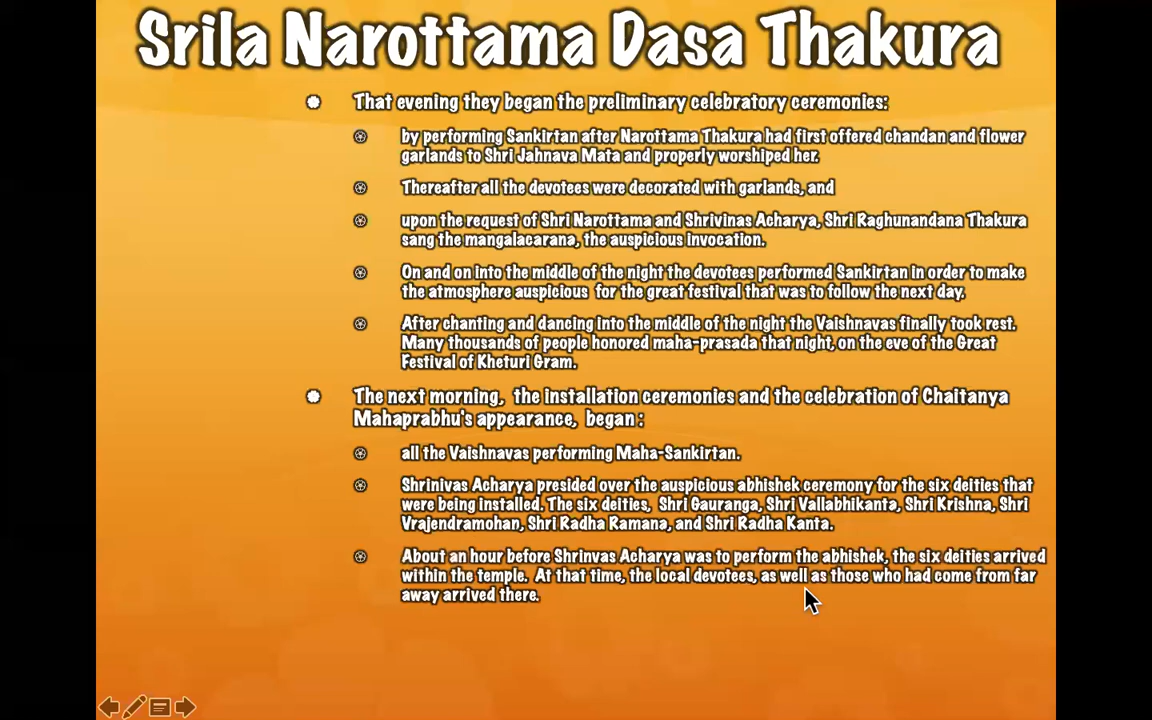 Srila Narottama Dasa Thakura
That evening they began the preliminary celebratory ceremonies:
by performing Sankirtan after Narottama Thakura had first offered chandan and flower
garlands to Shri Jahnava Mata and properly worshiped her.
Thereafter all the devotees were decorated with garlands, and
upon the request of Shri Narottama and Shrivinas Acharya, Shri Raghunandana Thakura
sang the mangalacarana, the auspicious invocation.
On and on into the middle of the night the devotees performed Sankirtan in order to make
the atmosphere auspicious for the great festival that was to follow the next day.
After chanting and dancing into the middle of the night the Vaishnavas finally took rest.
Many thousands of people honored maha-prasada that night, on the eve of the Great
Festival of Kheturi Gram.
The next morning, the installation ceremonies and the celebration of Chaitanya
Mahaprabhu's appearance, began :
all the Vaishnavas performing Maha-Sankirtan.
Shrinivas Acharya presided over the auspicious abhishek ceremony for the six deities that
were being installed. The six deities, Shri Gauranga, Shri Vallabhikanta, Shri Krishna, Shri
Vrajendramohan, Shri Radha Ramana, and Shri Radha Kanta.
About an hour before Shrinvas Acharya was to perform the abhishek, the six deities arrived
within the temple. At that time, the local devotees, as well as those who had come from far
away arrived there.